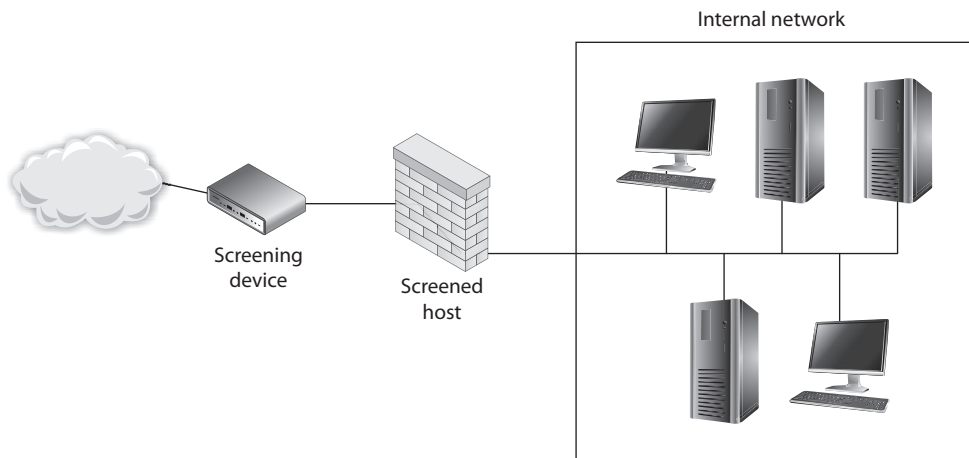 Internal network
Screening
device
Screened
host